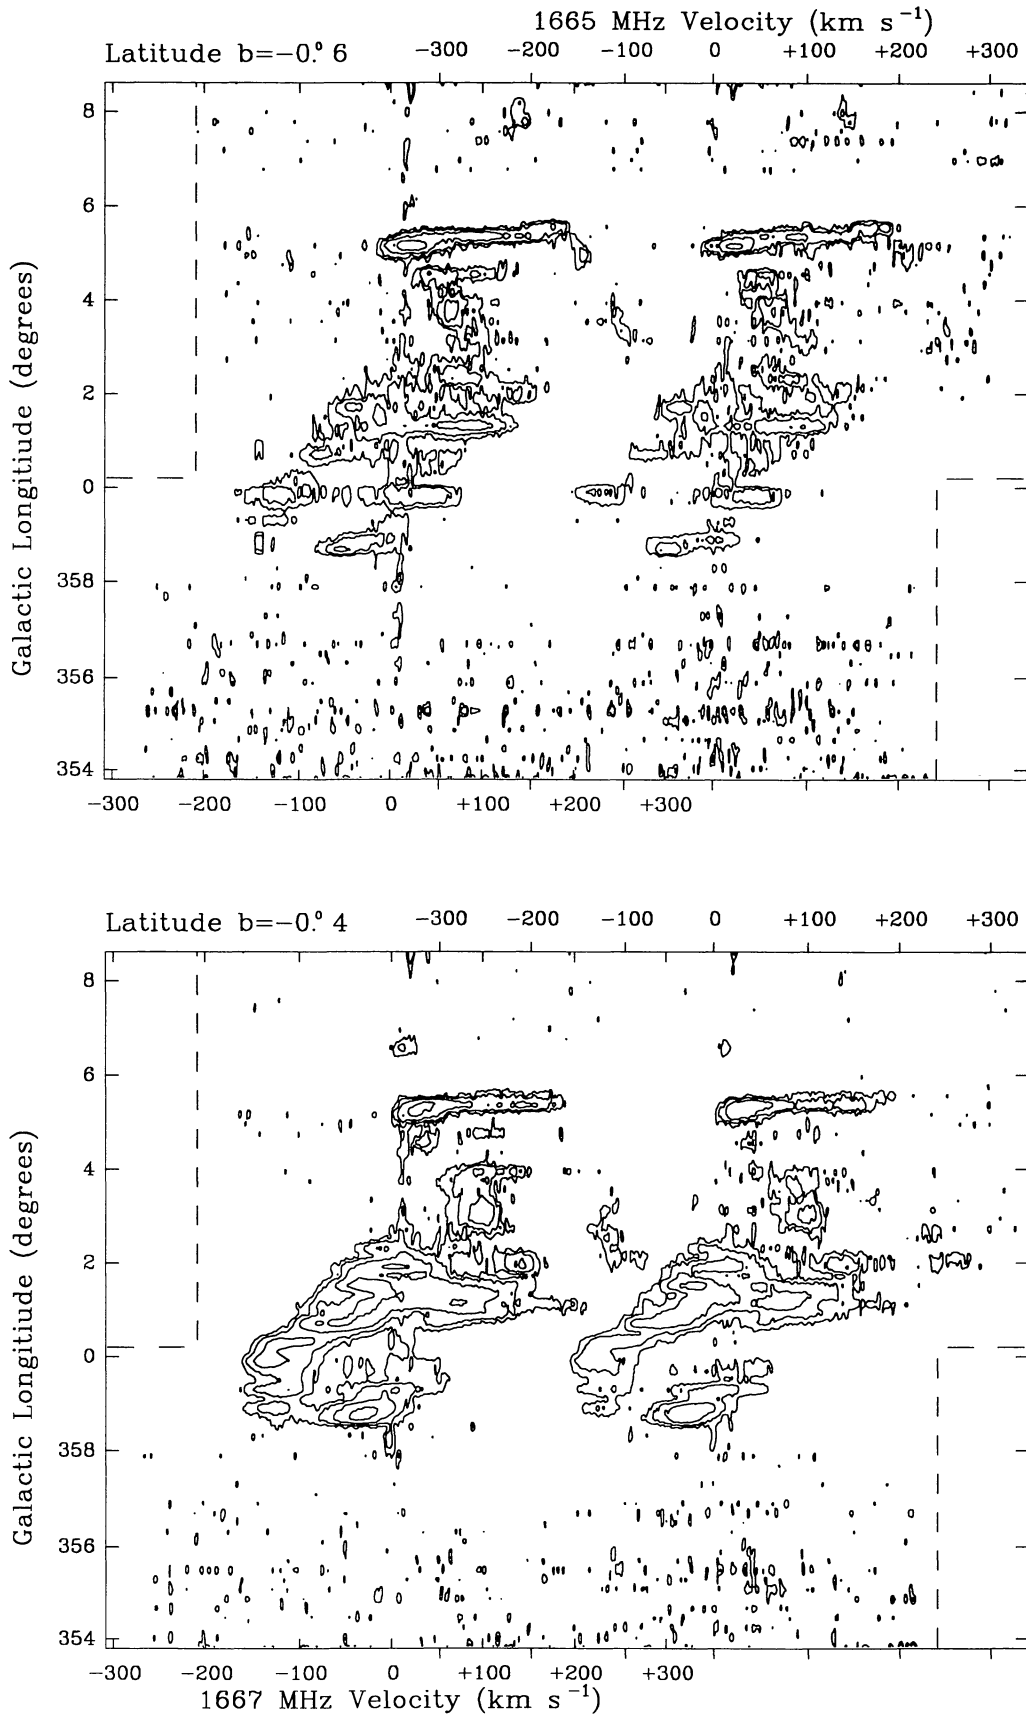 1665 MHz Velocity (km s⁻¹)
Latitude b=−0.°6
−300 −200 −100 0 +100 +200 +300
8
6
4
2
0
358
356
354
Galactic Longitiude (degrees)
−300 −200 −100 0 +100 +200 +300
Latitude b=−0.°4
−300 −200 −100 0 +100 +200 +300
8
6
4
2
0
358
356
354
Galactic Longitiude (degrees)
−300 −200 −100 0 +100 +200 +300
1667 MHz Velocity (km s⁻¹)